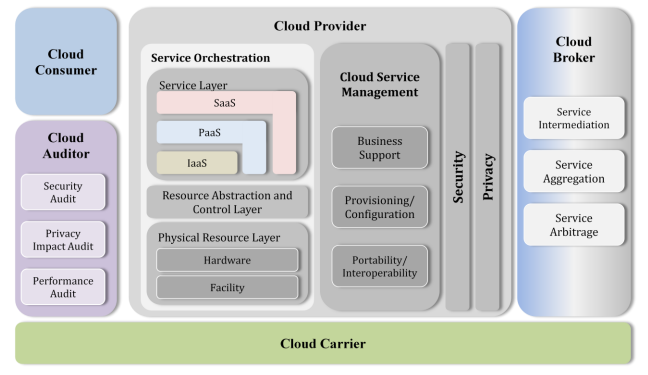 Cloud
Consumer
Cloud
Auditor
Security
Audit
Privacy
Impact Audit
Performance
Audit
Cloud Provider
Service Orchestration
Service Layer
SaaS
PaaS
IaaS
Resource Abstraction and
Control Layer
Physical Resource Layer
Hardware
Facility
Cloud Service
Management
Business
Support
Provisioning/
Configuration
Portability/
Interoperability
Security
Privacy
Cloud
Broker
Service
Intermediation
Service
Aggregation
Service
Arbitrage
Cloud Carrier